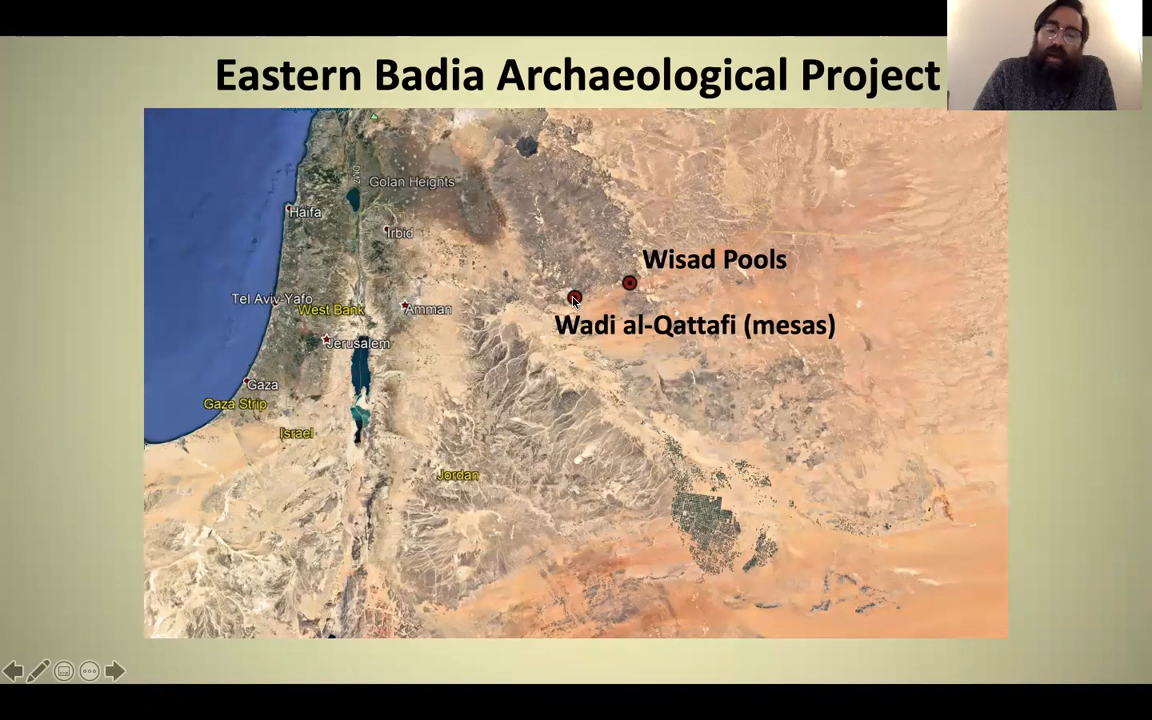 Eastern Badia Archaeological Project
DMZ
Golan Heights
Haifa
Irbid
Wisad Pools
Tel Aviv-Yafo
West Bank
Amman
Wadi al-Qattafi (mesas)
Jerusalem
Gaza
Gaza Strip
Israel
Jordan